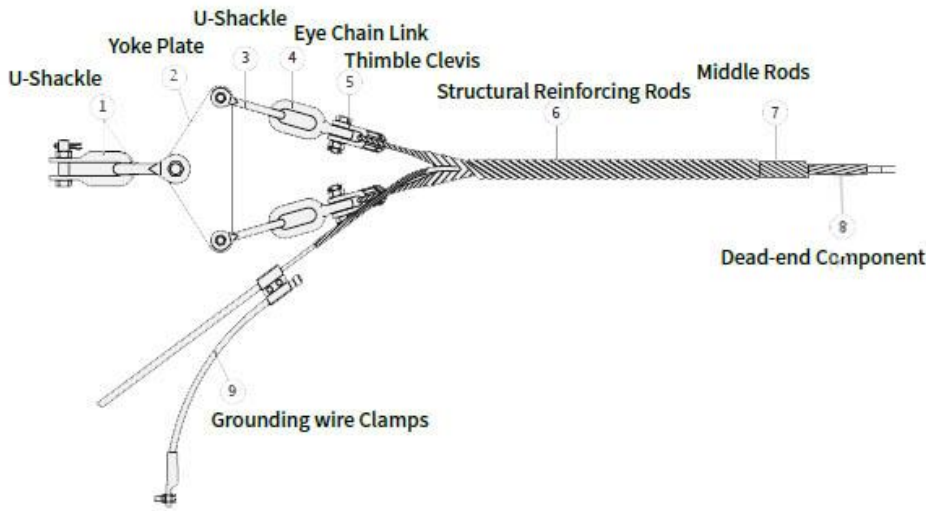 U-Shackle
Eye Chain Link
Yoke Plate
3
4
Thimble Clevis
U-Shackle
2
5
Middle Rods
Structural Reinforcing Rods
1
6
7
8
Dead-end Component
9
Grounding wire Clamps